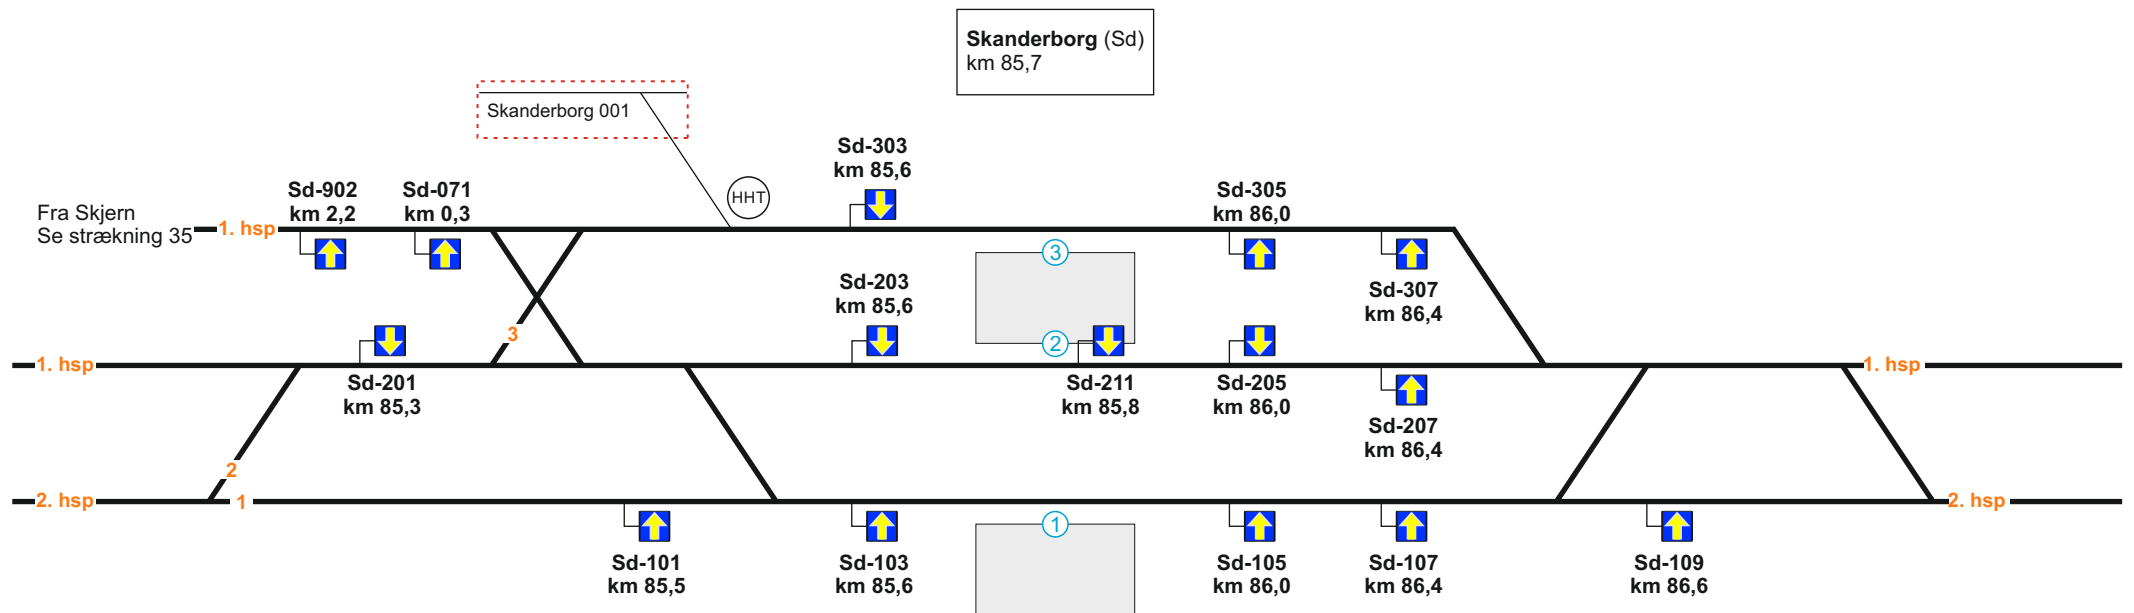 Skanderborg (Sd)
km 85,7
Skanderborg 001
HHT
Sd-303
km 85,6
Sd-902
km 2,2
Sd-071
km 0,3
Sd-305
km 86,0
Fra Skjern
Se strækning 35
1. hsp
3
Sd-307
km 86,4
Sd-203
km 85,6
3
2
1. hsp
1. hsp
Sd-201
km 85,3
Sd-211
km 85,8
Sd-205
km 86,0
Sd-207
km 86,4
2
2. hsp
1
2. hsp
1
Sd-101
km 85,5
Sd-103
km 85,6
Sd-105
km 86,0
Sd-107
km 86,4
Sd-109
km 86,6